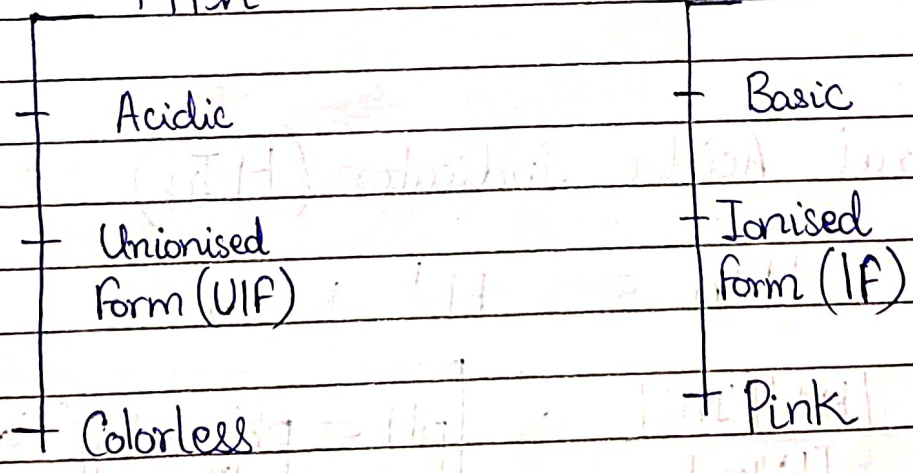 Acidic
Basic
Unionised
Form (UIF)
Ionised
form (IF)
Colorless
Pink